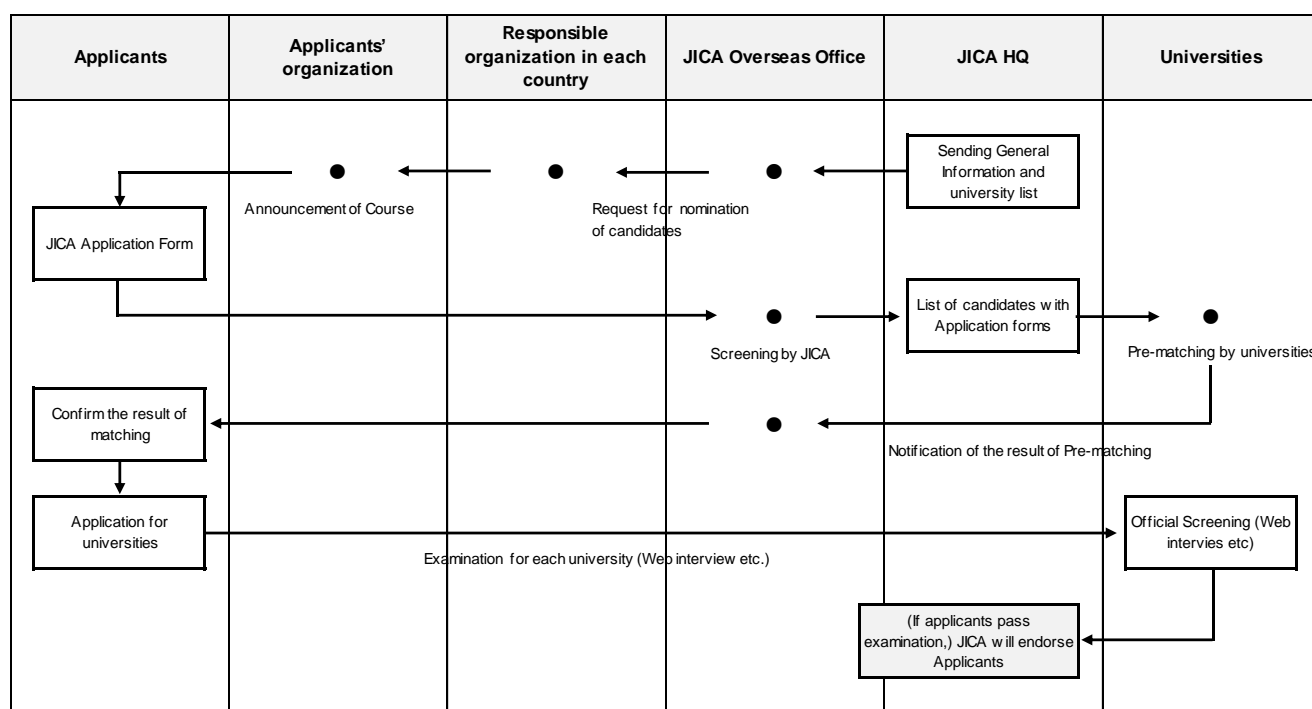 Applicants
Applicants'
organization
Responsible
organization in each
country
JICA Overseas Office
JICA HQ
Universities
Sending General
Information and
university list
Announcement of Course
Request for nomination
of candidates
JICA Application Form
List of candidates with
Application forms
Screening by JICA
Pre-matching by universities
Confirm the result of
matching
Notification of the result of Pre-matching
Application for
universities
Official Screening (Web
intervies etc)
Examination for each university (Web interview etc.)
(If applicants pass
examination,) JICA will endorse
Applicants